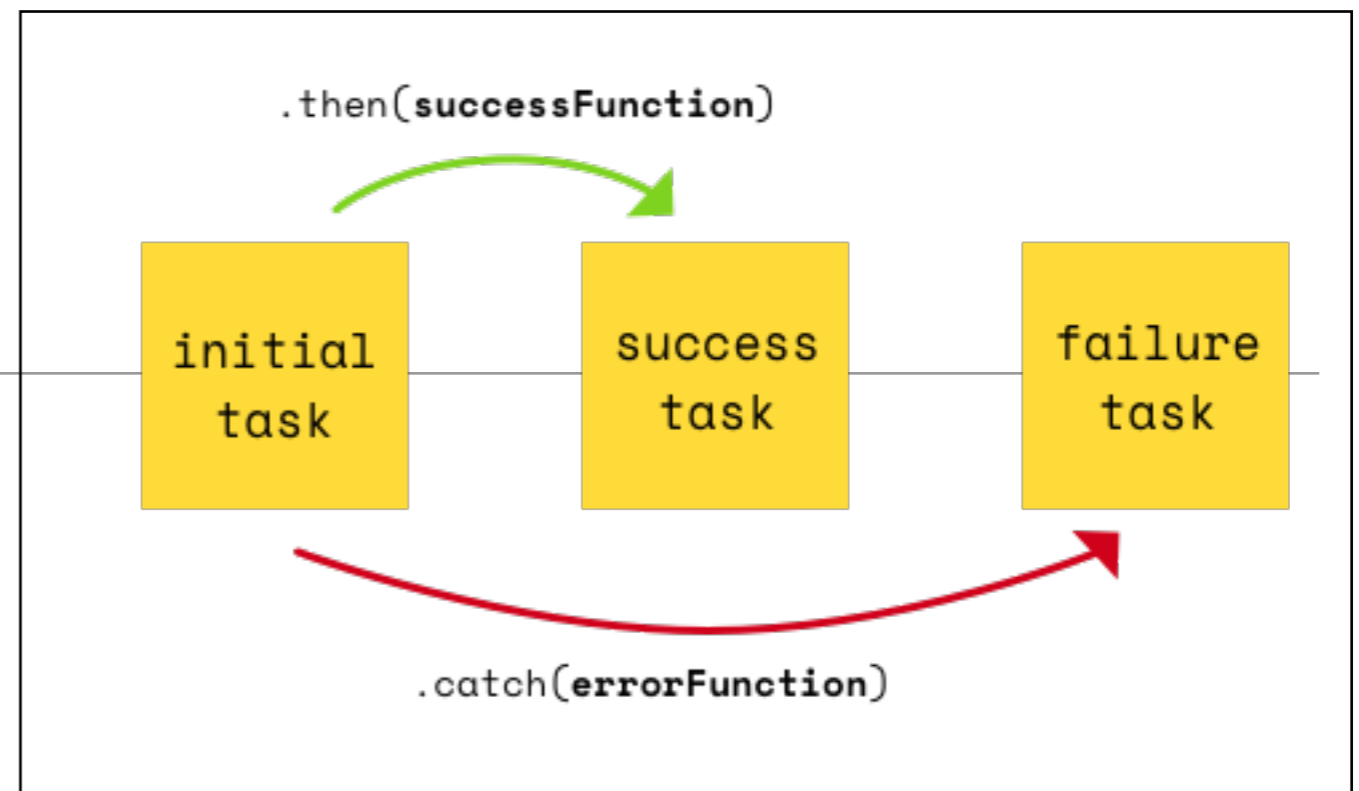 .then(successFunction)
initial
task
success
task
failure
task
.catch(errorFunction)